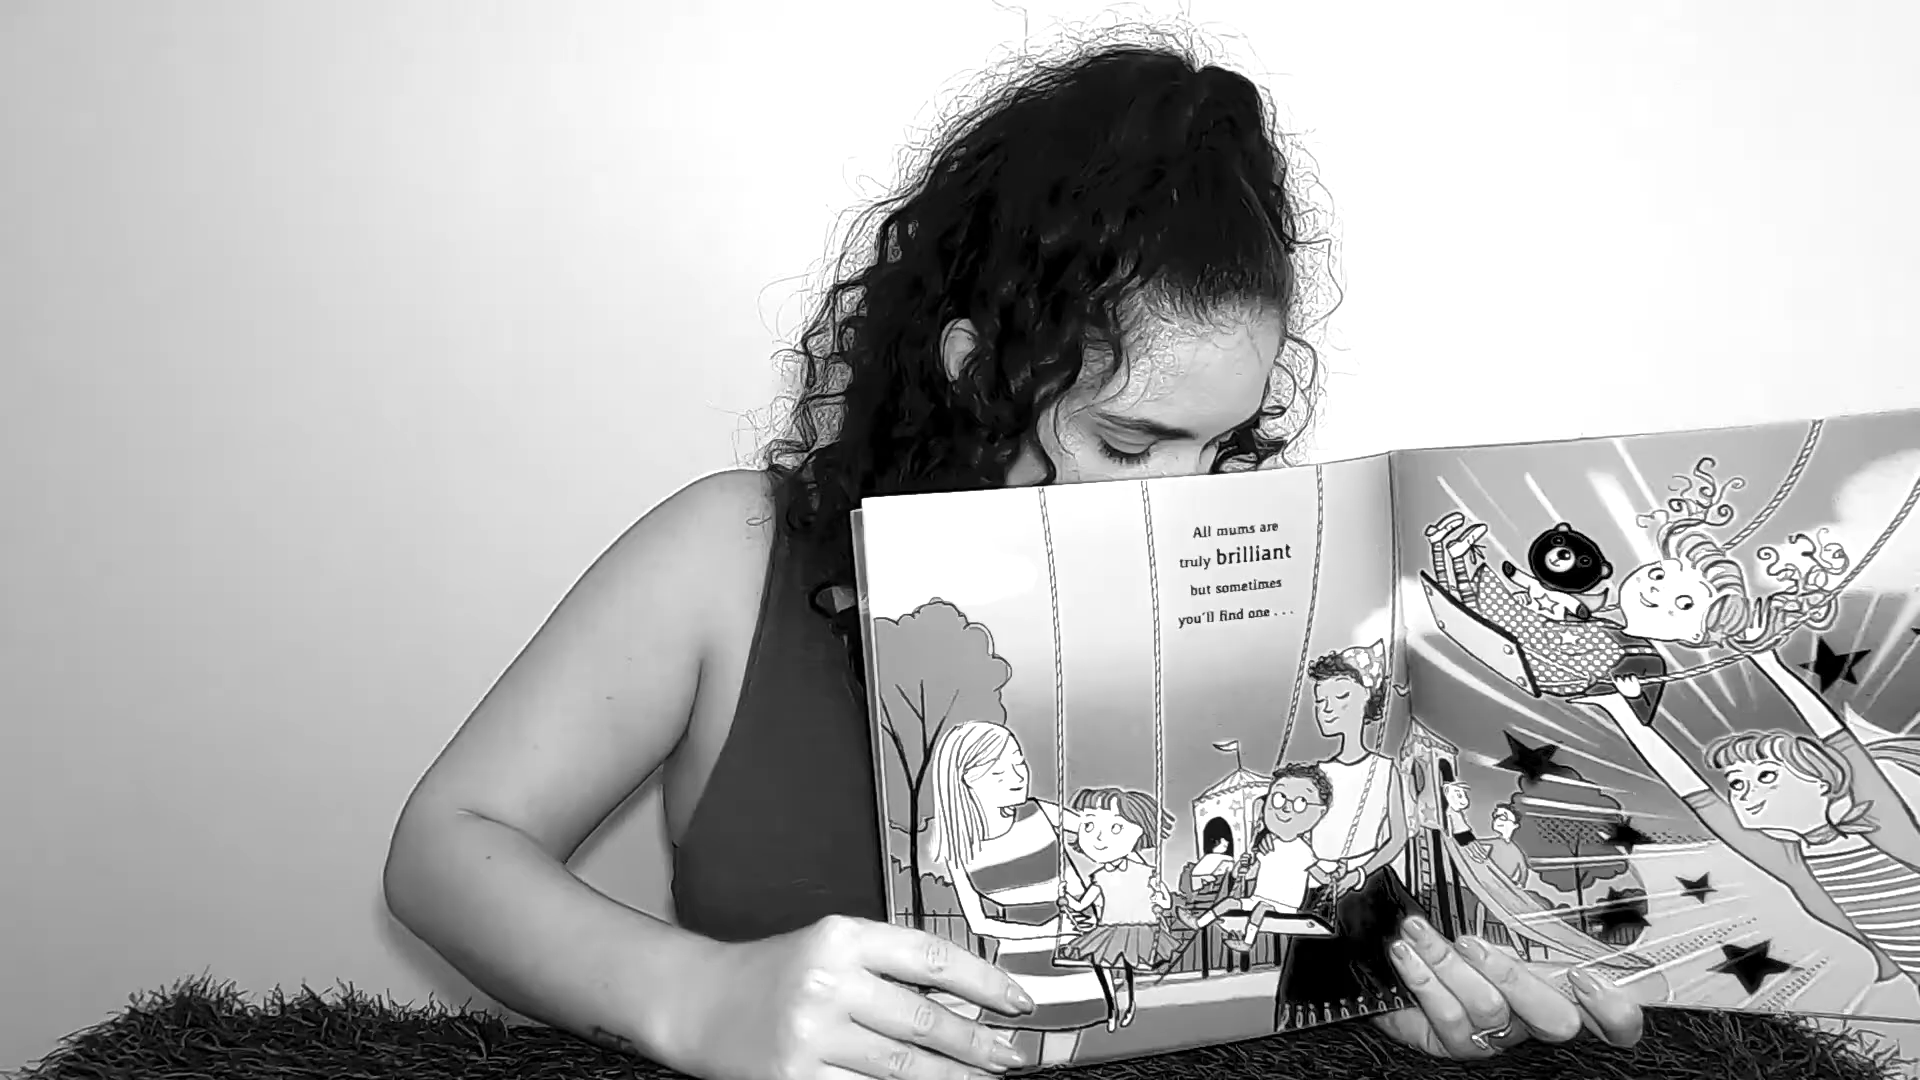 All mums are
truly brilliant
but sometimes
you'll find one . . .